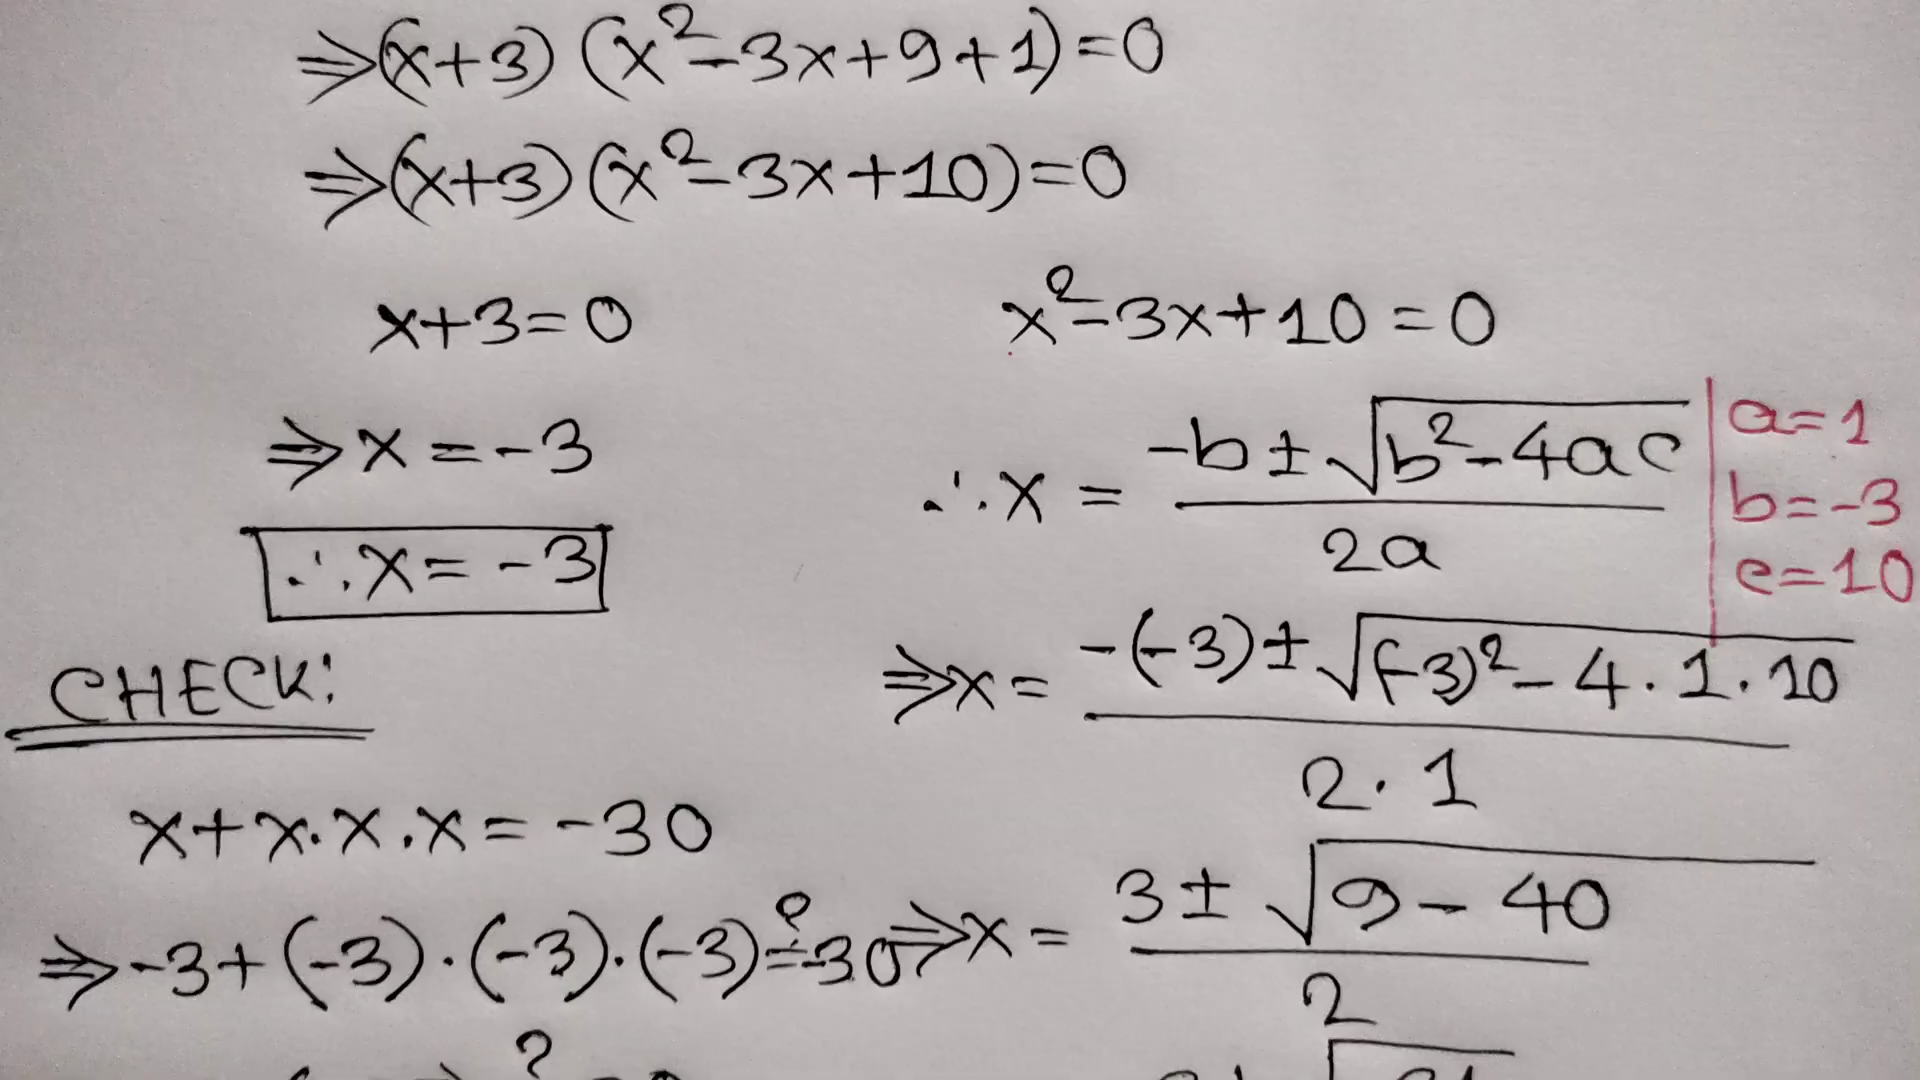 ⇒(x+3)(x²-3x+9+1)=0
⇒(x+3)(x²-3x+10)=0
x+3=0
⇒x=-3
∴x=-3
CHECK:
x+x.x.x=-30
⇒-3+(-3)·(-3)·(-3)≟-30
?
x²-3x+10=0
∴x = (-b±√(b²-4ac))/(2a)
a=1
b=-3
c=10
⇒x= (-(-3)±√((-3)²-4.1.10))/(2.1)
⇒x= (3±√(9-40))/2